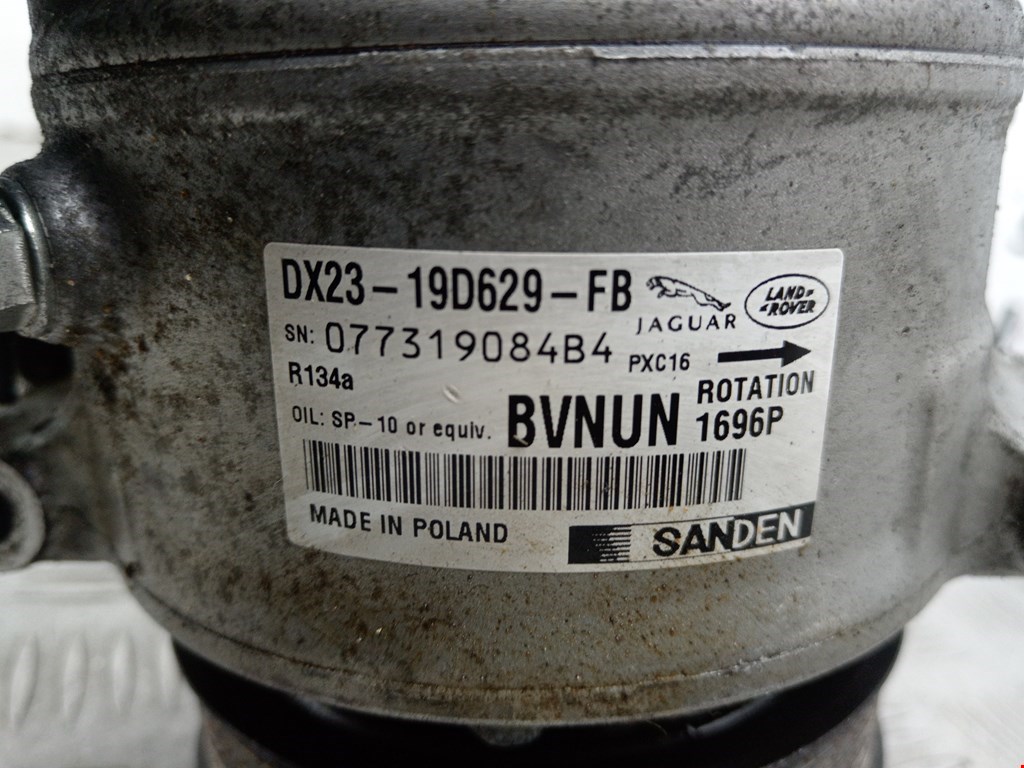 DX23-19D629-FB
JAGUAR
LAND-
-ROVER
SN: 077319084B4
PXC16
R134a
ROTATION
OIL: SP-10 or equiv.
BVNUN
1696P
MADE IN POLAND
SANDEN